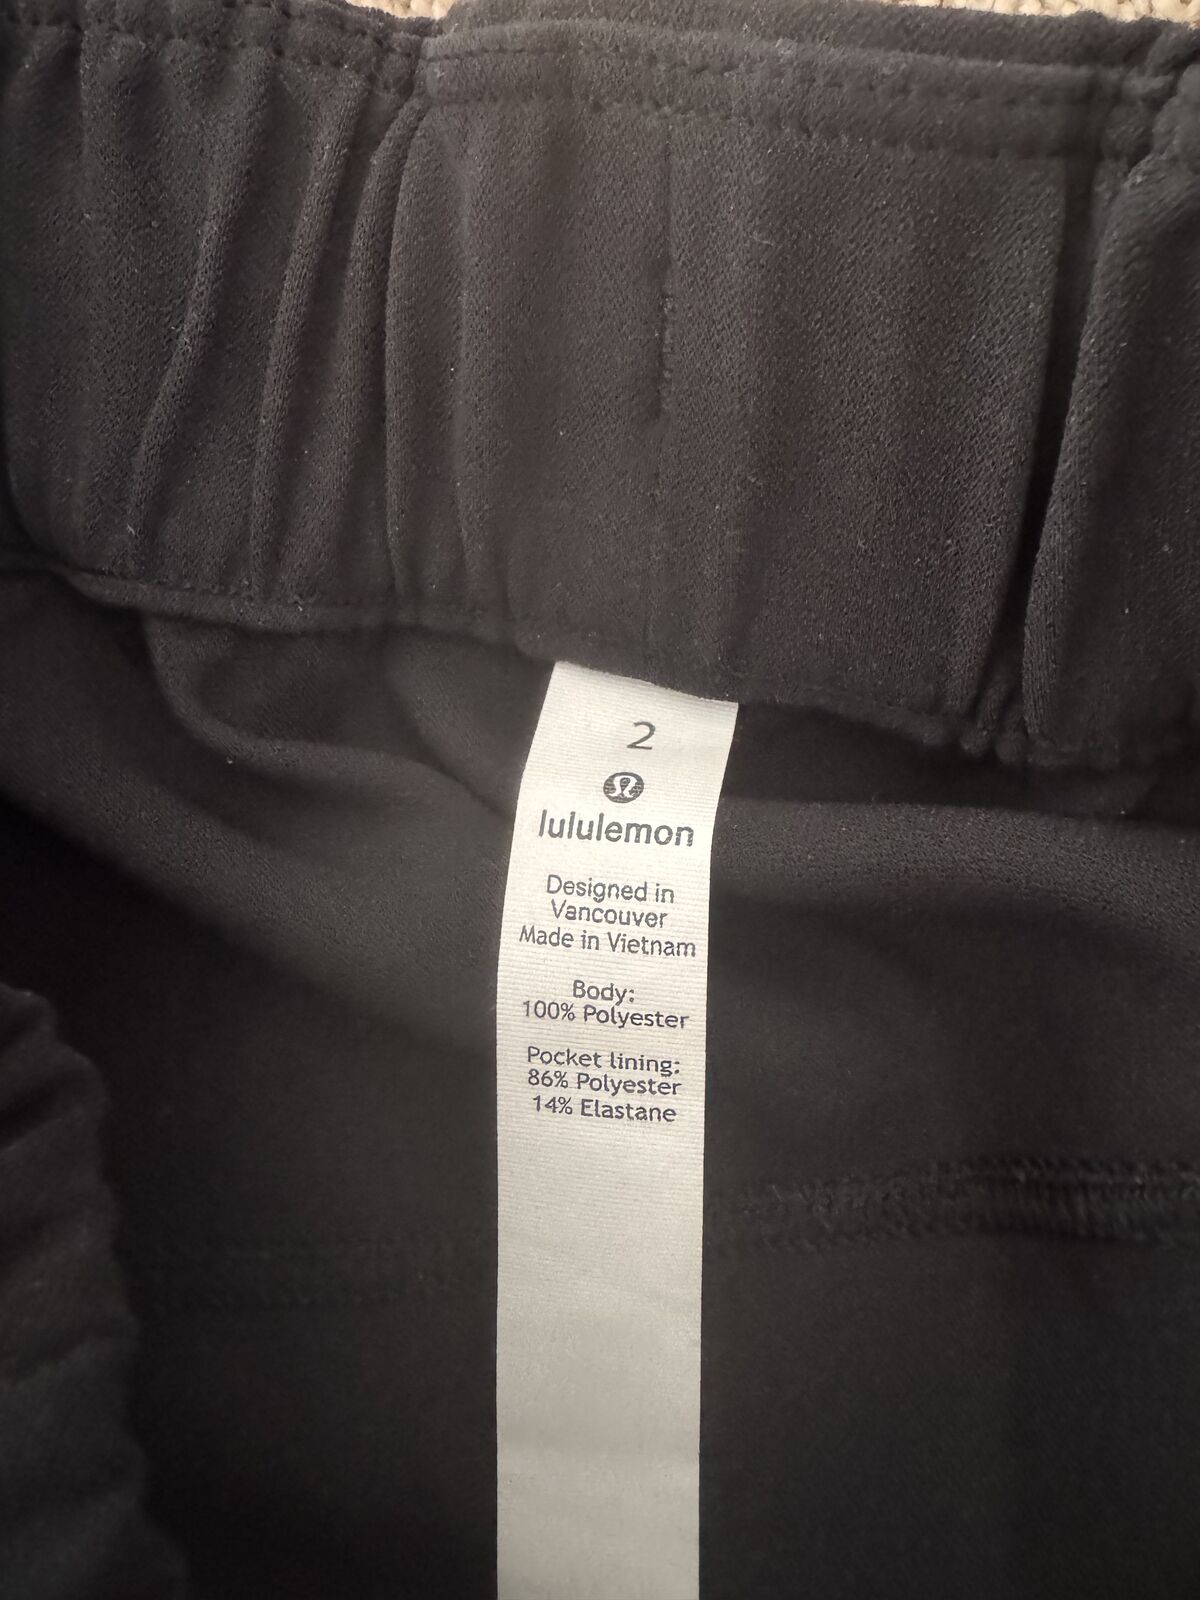 2
lululemon
Designed in
Vancouver
Made in Vietnam
Body:
100% Polyester
Pocket lining:
86% Polyester
14% Elastane